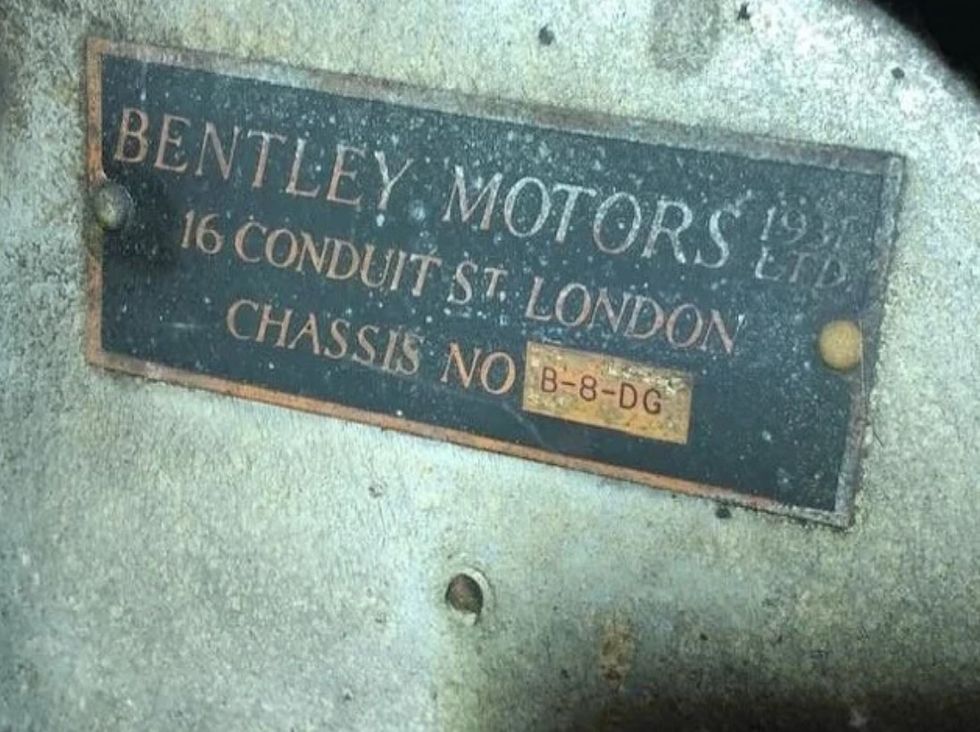 BENTLEY MOTORS 1931 LTD.
16 CONDUIT ST. LONDON
CHASSIS NO B-8-DG